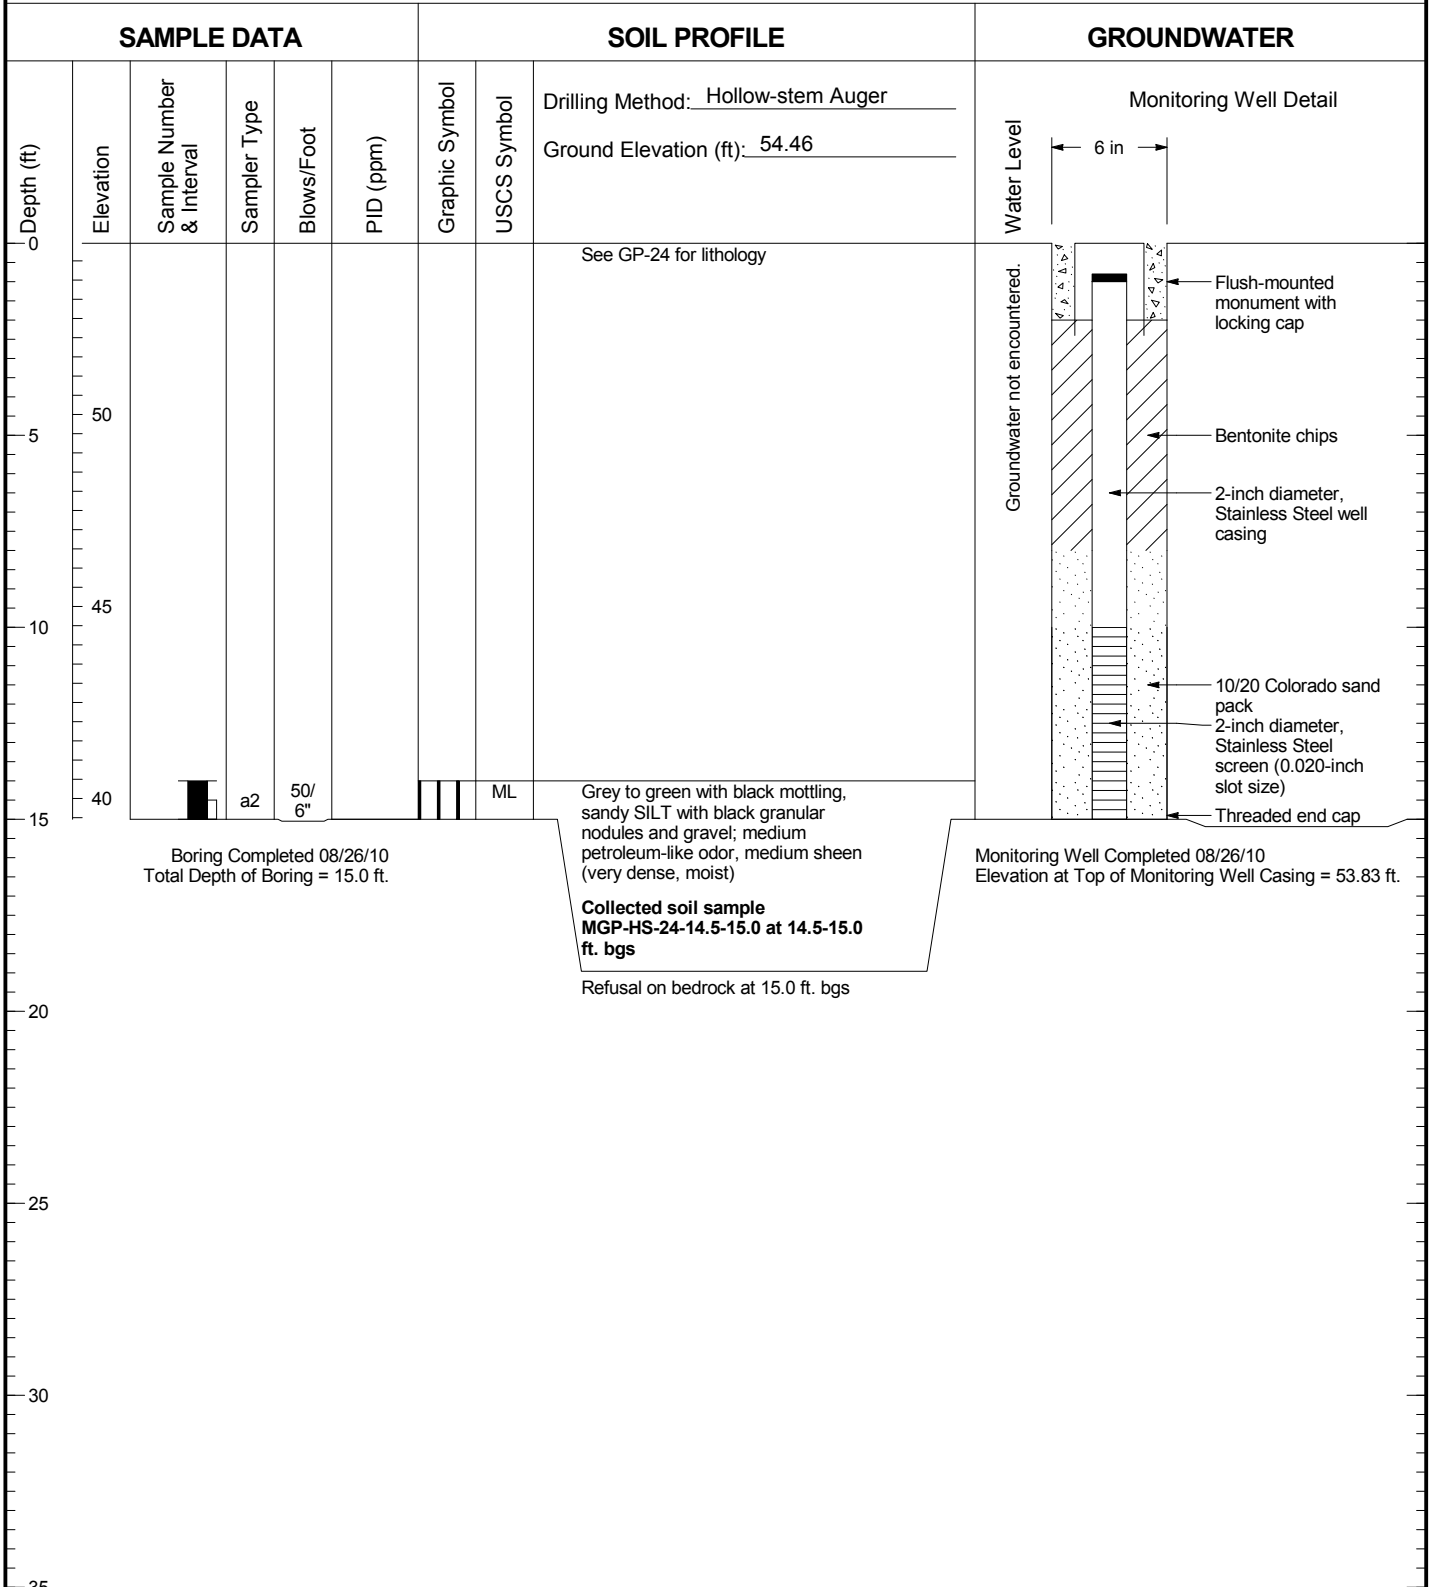 SAMPLE DATA
SOIL PROFILE
GROUNDWATER
Depth (ft)
Elevation
Sample Number
& Interval
Sampler Type
Blows/Foot
PID (ppm)
Graphic Symbol
USCS Symbol
Drilling Method: Hollow-stem Auger
Ground Elevation (ft): 54.46
Water Level
Monitoring Well Detail
6 in
0
See GP-24 for lithology
Groundwater not encountered.
Flush-mounted
monument with
locking cap
50
5
Bentonite chips
2-inch diameter,
Stainless Steel well
casing
45
10
10/20 Colorado sand
pack
2-inch diameter,
Stainless Steel
screen (0.020-inch
slot size)
Threaded end cap
40
a2
50/
6"
ML
Grey to green with black mottling,
sandy SILT with black granular
nodules and gravel; medium
petroleum-like odor, medium sheen
(very dense, moist)
Collected soil sample
MGP-HS-24-14.5-15.0 at 14.5-15.0
ft. bgs
Refusal on bedrock at 15.0 ft. bgs
15
Boring Completed 08/26/10
Total Depth of Boring = 15.0 ft.
Monitoring Well Completed 08/26/10
Elevation at Top of Monitoring Well Casing = 53.83 ft.
20
25
30
35